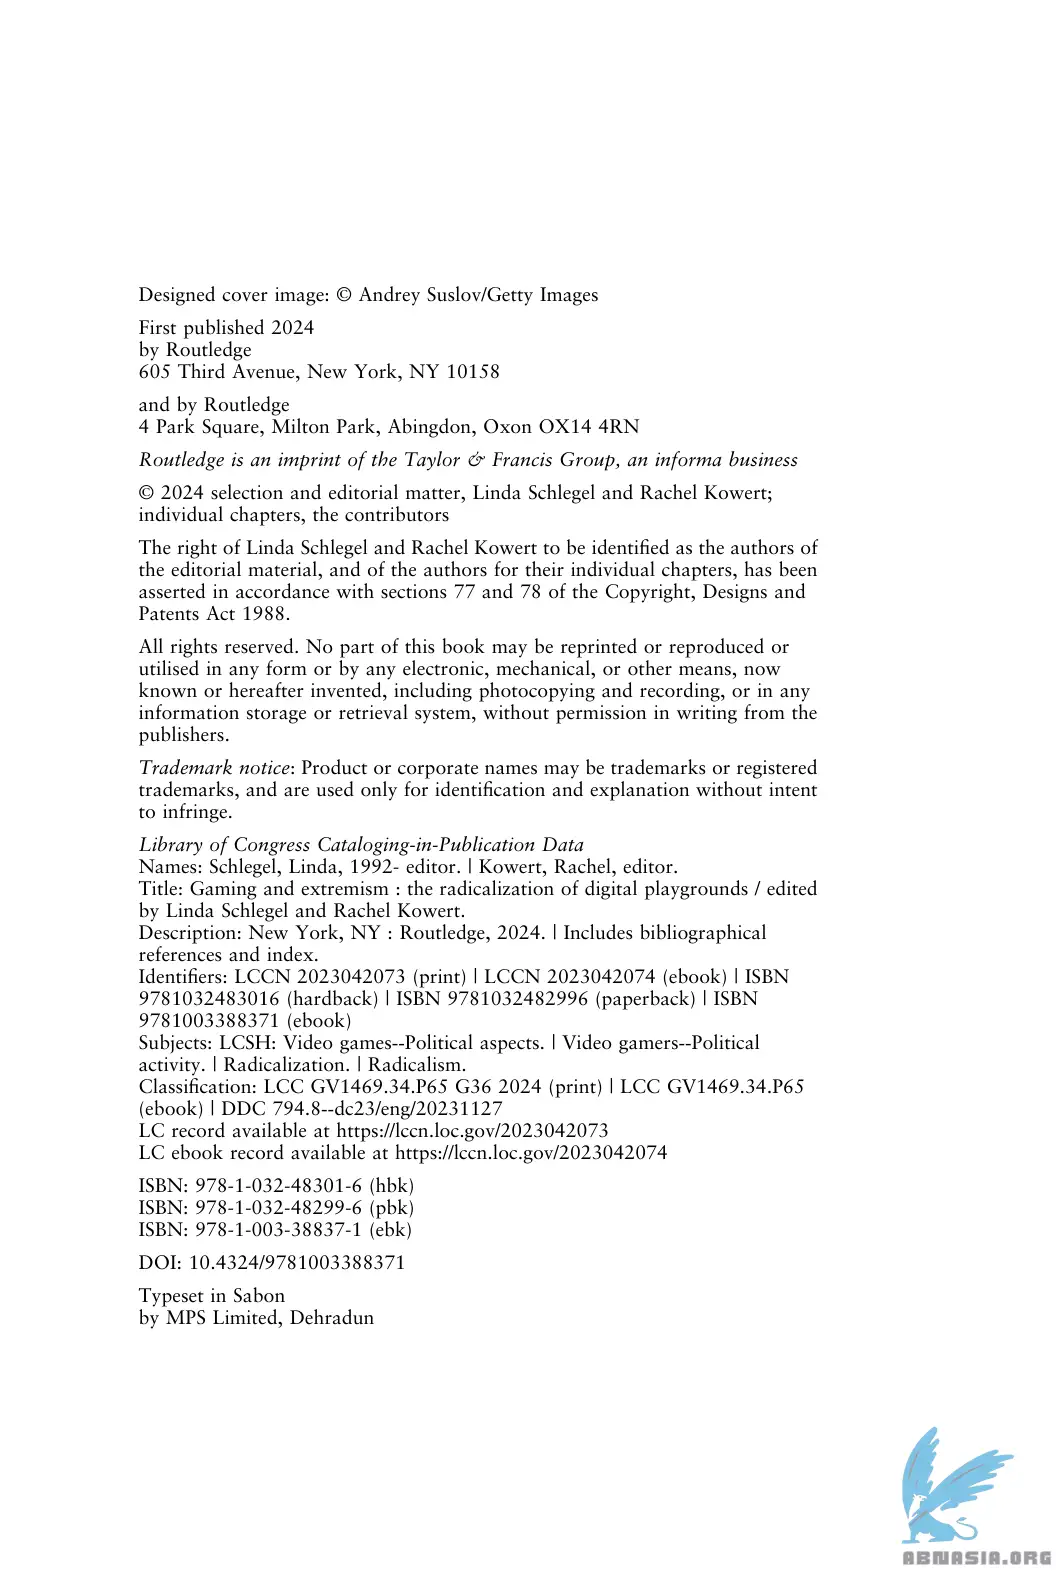 Designed cover image: © Andrey Suslov/Getty Images
First published 2024
by Routledge
605 Third Avenue, New York, NY 10158
and by Routledge
4 Park Square, Milton Park, Abingdon, Oxon OX14 4RN
Routledge is an imprint of the Taylor & Francis Group, an informa business
© 2024 selection and editorial matter, Linda Schlegel and Rachel Kowert;
individual chapters, the contributors
The right of Linda Schlegel and Rachel Kowert to be identified as the authors of
the editorial material, and of the authors for their individual chapters, has been
asserted in accordance with sections 77 and 78 of the Copyright, Designs and
Patents Act 1988.
All rights reserved. No part of this book may be reprinted or reproduced or
utilised in any form or by any electronic, mechanical, or other means, now
known or hereafter invented, including photocopying and recording, or in any
information storage or retrieval system, without permission in writing from the
publishers.
Trademark notice: Product or corporate names may be trademarks or registered
trademarks, and are used only for identification and explanation without intent
to infringe.
Library of Congress Cataloging-in-Publication Data
Names: Schlegel, Linda, 1992- editor. | Kowert, Rachel, editor.
Title: Gaming and extremism : the radicalization of digital playgrounds / edited
by Linda Schlegel and Rachel Kowert.
Description: New York, NY : Routledge, 2024. | Includes bibliographical
references and index.
Identifiers: LCCN 2023042073 (print) | LCCN 2023042074 (ebook) | ISBN
9781032483016 (hardback) | ISBN 9781032482996 (paperback) | ISBN
9781003388371 (ebook)
Subjects: LCSH: Video games--Political aspects. | Video gamers--Political
activity. | Radicalization. | Radicalism.
Classification: LCC GV1469.34.P65 G36 2024 (print) | LCC GV1469.34.P65
(ebook) | DDC 794.8--dc23/eng/20231127
LC record available at https://lccn.loc.gov/2023042073
LC ebook record available at https://lccn.loc.gov/2023042074
ISBN: 978-1-032-48301-6 (hbk)
ISBN: 978-1-032-48299-6 (pbk)
ISBN: 978-1-003-38837-1 (ebk)
DOI: 10.4324/9781003388371
Typeset in Sabon
by MPS Limited, Dehradun
ABNASIA.ORG